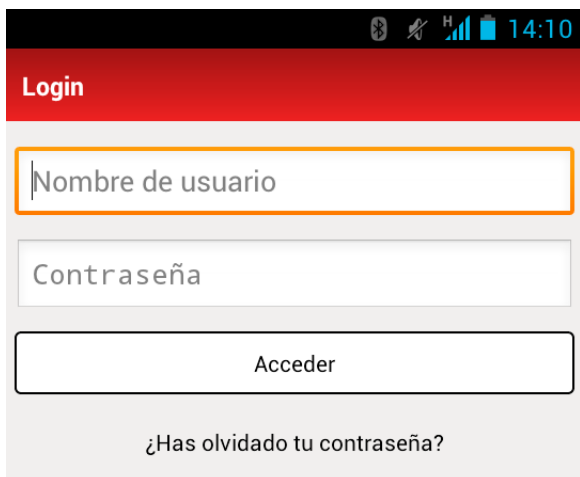 H 14:10
Login
Nombre de usuario
Contraseña
Acceder
¿Has olvidado tu contraseña?